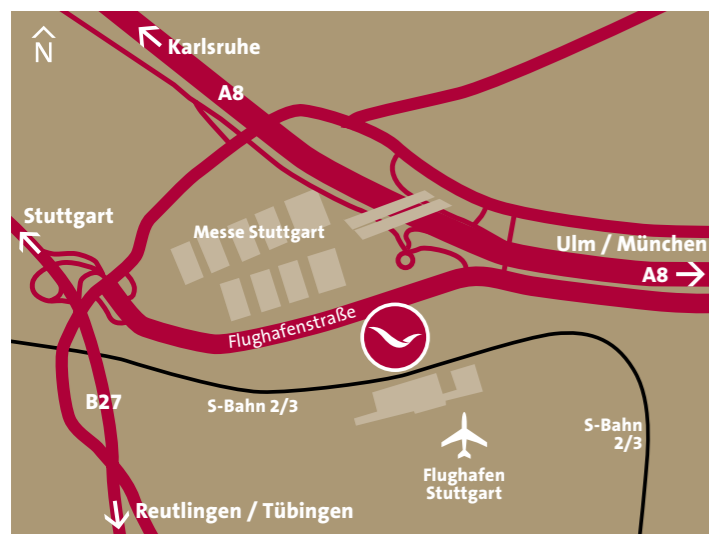 N
Karlsruhe
A8
Stuttgart
Messe Stuttgart
Ulm / München
A8
Flughafenstraße
B27
S-Bahn 2/3
S-Bahn
2/3
Flughafen
Stuttgart
Reutlingen / Tübingen